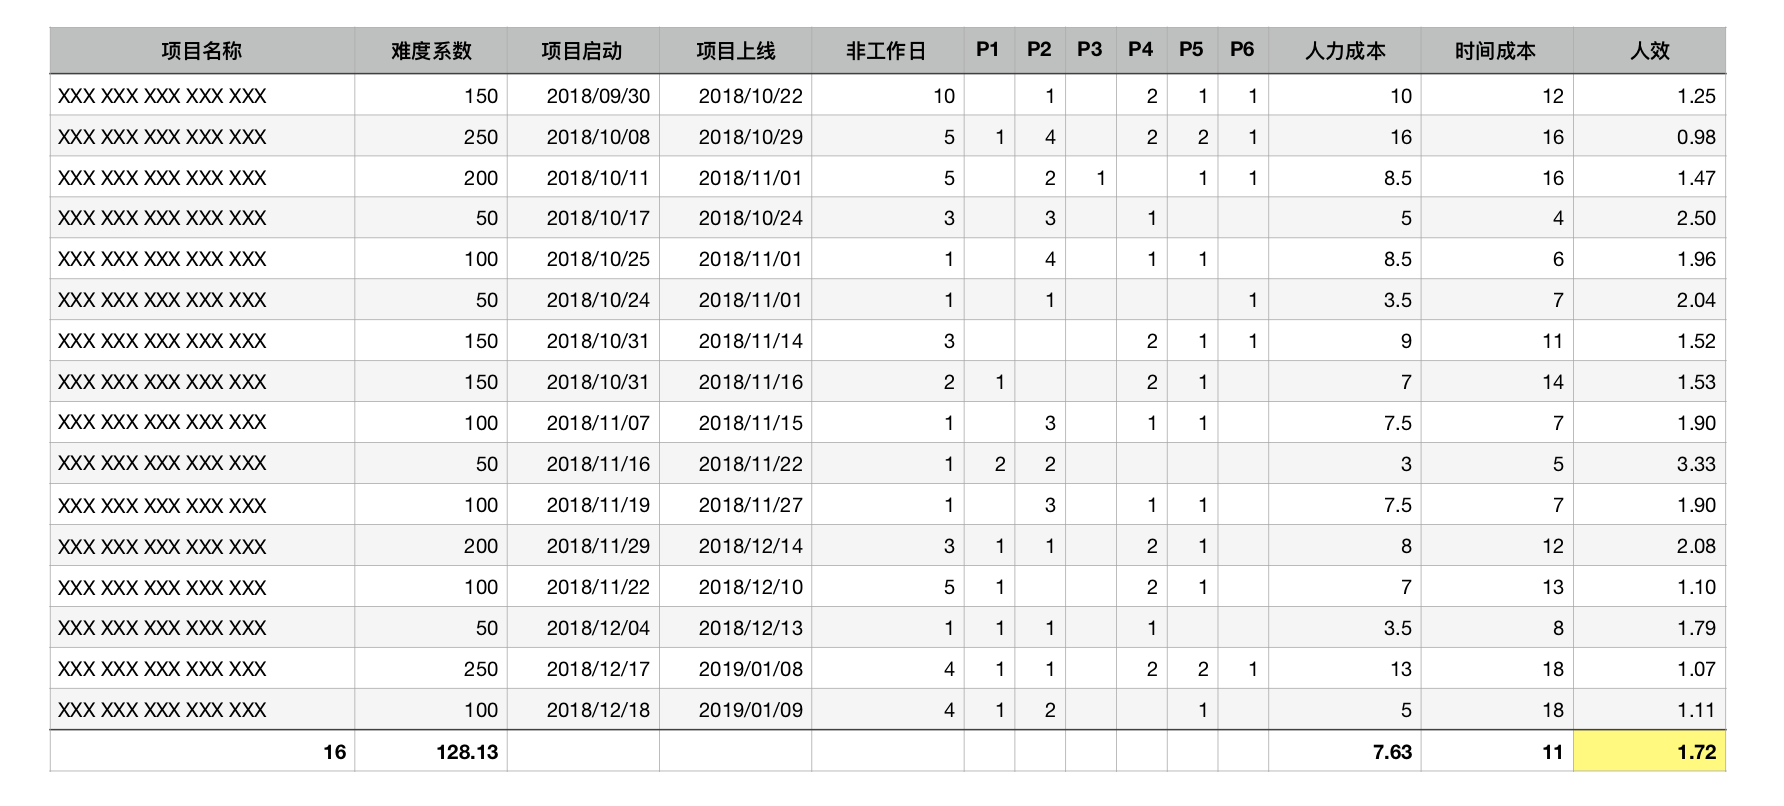 项目名称 难度系数 项目启动 项目上线 非工作日 P1 P2 P3 P4 P5 P6 人力成本 时间成本 人效
XXX XXX XXX XXX XXX 150 2018/09/30 2018/10/22 10 1 2 1 1 10 12 1.25
XXX XXX XXX XXX XXX 250 2018/10/08 2018/10/29 5 1 4 2 2 1 16 16 0.98
XXX XXX XXX XXX XXX 200 2018/10/11 2018/11/01 5 2 1 1 1 8.5 16 1.47
XXX XXX XXX XXX XXX 50 2018/10/17 2018/10/24 3 3 1 5 4 2.50
XXX XXX XXX XXX XXX 100 2018/10/25 2018/11/01 1 4 1 1 8.5 6 1.96
XXX XXX XXX XXX XXX 50 2018/10/24 2018/11/01 1 1 1 3.5 7 2.04
XXX XXX XXX XXX XXX 150 2018/10/31 2018/11/14 3 2 1 1 9 11 1.52
XXX XXX XXX XXX XXX 150 2018/10/31 2018/11/16 2 1 2 1 7 14 1.53
XXX XXX XXX XXX XXX 100 2018/11/07 2018/11/15 1 3 1 1 7.5 7 1.90
XXX XXX XXX XXX XXX 50 2018/11/16 2018/11/22 1 2 2 3 5 3.33
XXX XXX XXX XXX XXX 100 2018/11/19 2018/11/27 1 3 1 1 7.5 7 1.90
XXX XXX XXX XXX XXX 200 2018/11/29 2018/12/14 3 1 1 2 1 8 12 2.08
XXX XXX XXX XXX XXX 100 2018/11/22 2018/12/10 5 1 2 1 7 13 1.10
XXX XXX XXX XXX XXX 50 2018/12/04 2018/12/13 1 1 1 1 3.5 8 1.79
XXX XXX XXX XXX XXX 250 2018/12/17 2019/01/08 4 1 1 2 2 1 13 18 1.07
XXX XXX XXX XXX XXX 100 2018/12/18 2019/01/09 4 1 2 1 5 18 1.11
16 128.13 7.63 11 1.72